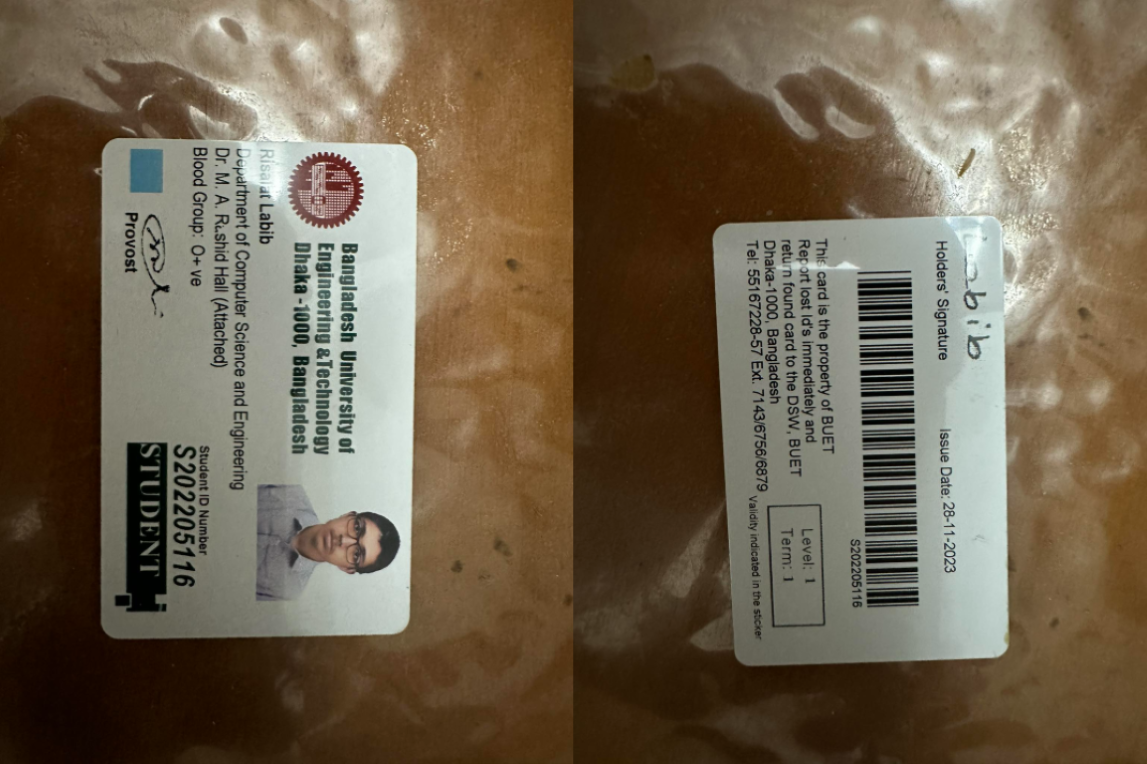 Bangladesh University of
Engineering &Technology
Dhaka -1000, Bangladesh
Risalat Labib
Department of Computer Science and Engineering
Dr. M. A. Rashid Hall (Attached)
Blood Group: O+ ve
Provost
Student ID Number
S202205116
STUDENT
Labib
Holders' Signature
Issue Date: 28-11-2023
S202205116
This card is the property of BUET
Report lost Id's immediately and
return found card to the DSW, BUET
Dhaka-1000, Bangladesh
Tel: 55167228-57 Ext. 7143/6756/6879
Level: 1
Term: 1
Validity indicated in the sticker